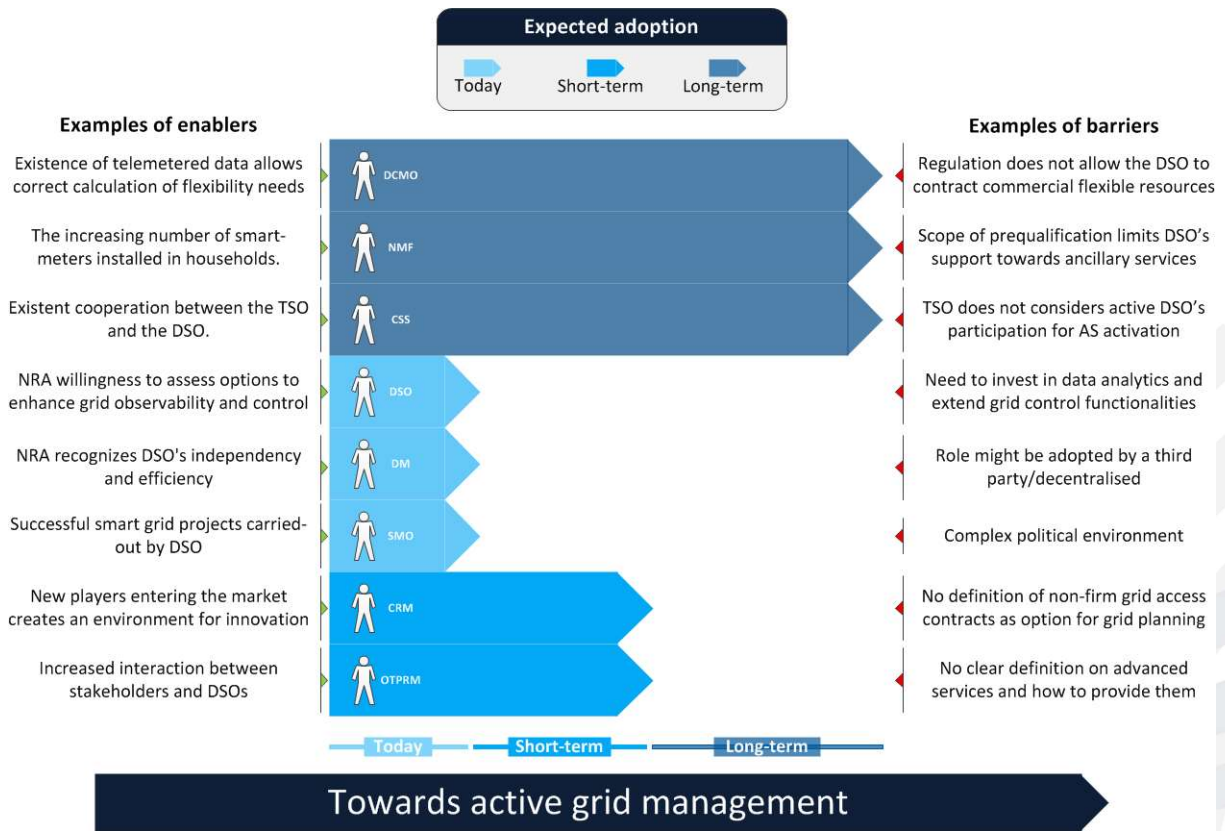 Expected adoption
Today
Short-term
Long-term
Examples of enablers
Examples of barriers
Existence of telemetered data allows
correct calculation of flexibility needs
DCMO
Regulation does not allow the DSO to
contract commercial flexible resources
The increasing number of smart-
meters installed in households.
NMF
Scope of prequalification limits DSO's
support towards ancillary services
Existent cooperation between the TSO
and the DSO.
CSS
TSO does not considers active DSO's
participation for AS activation
NRA willingness to assess options to
enhance grid observability and control
DSO
Need to invest in data analytics and
extend grid control functionalities
NRA recognizes DSO's independency
and efficiency
DM
Role might be adopted by a third
party/decentralised
Successful smart grid projects carried-
out by DSO
SMO
Complex political environment
New players entering the market
creates an environment for innovation
CRM
No definition of non-firm grid access
contracts as option for grid planning
Increased interaction between
stakeholders and DSOs
OTPRM
No clear definition on advanced
services and how to provide them
Today
Short-term
Long-term
Towards active grid management